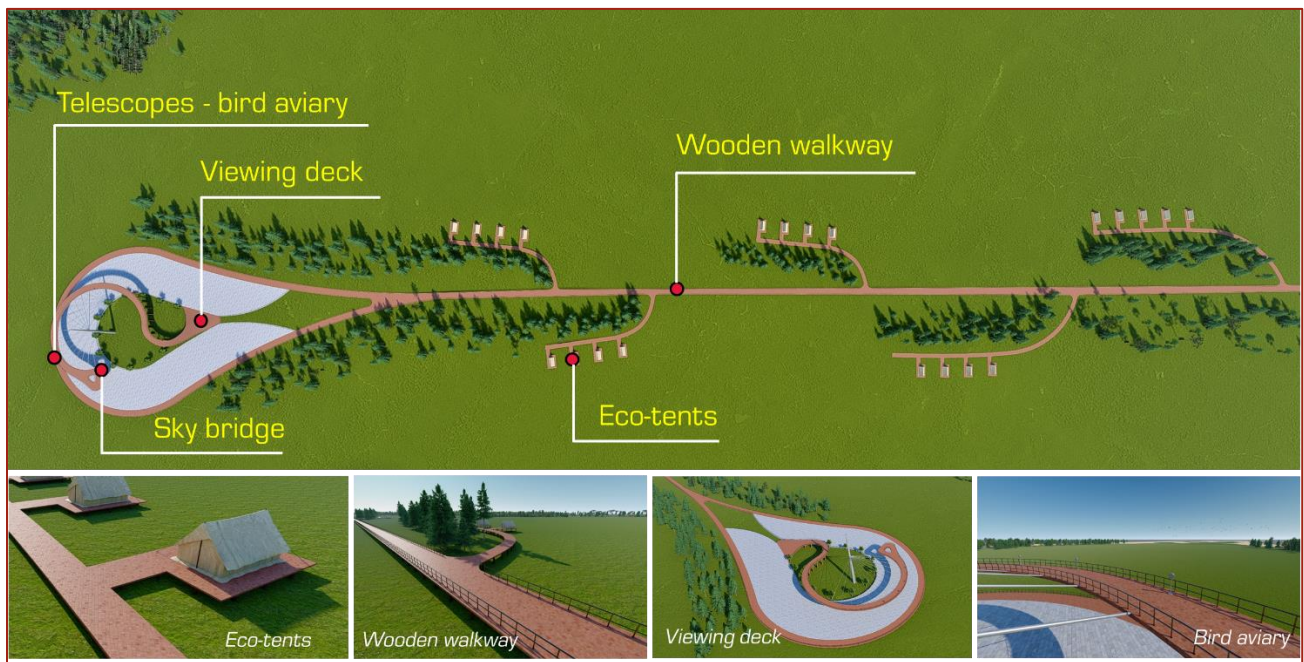 Telescopes - bird aviary
Viewing deck
Wooden walkway
Sky bridge
Eco-tents
Eco-tents
Wooden walkway
Viewing deck
Bird aviary